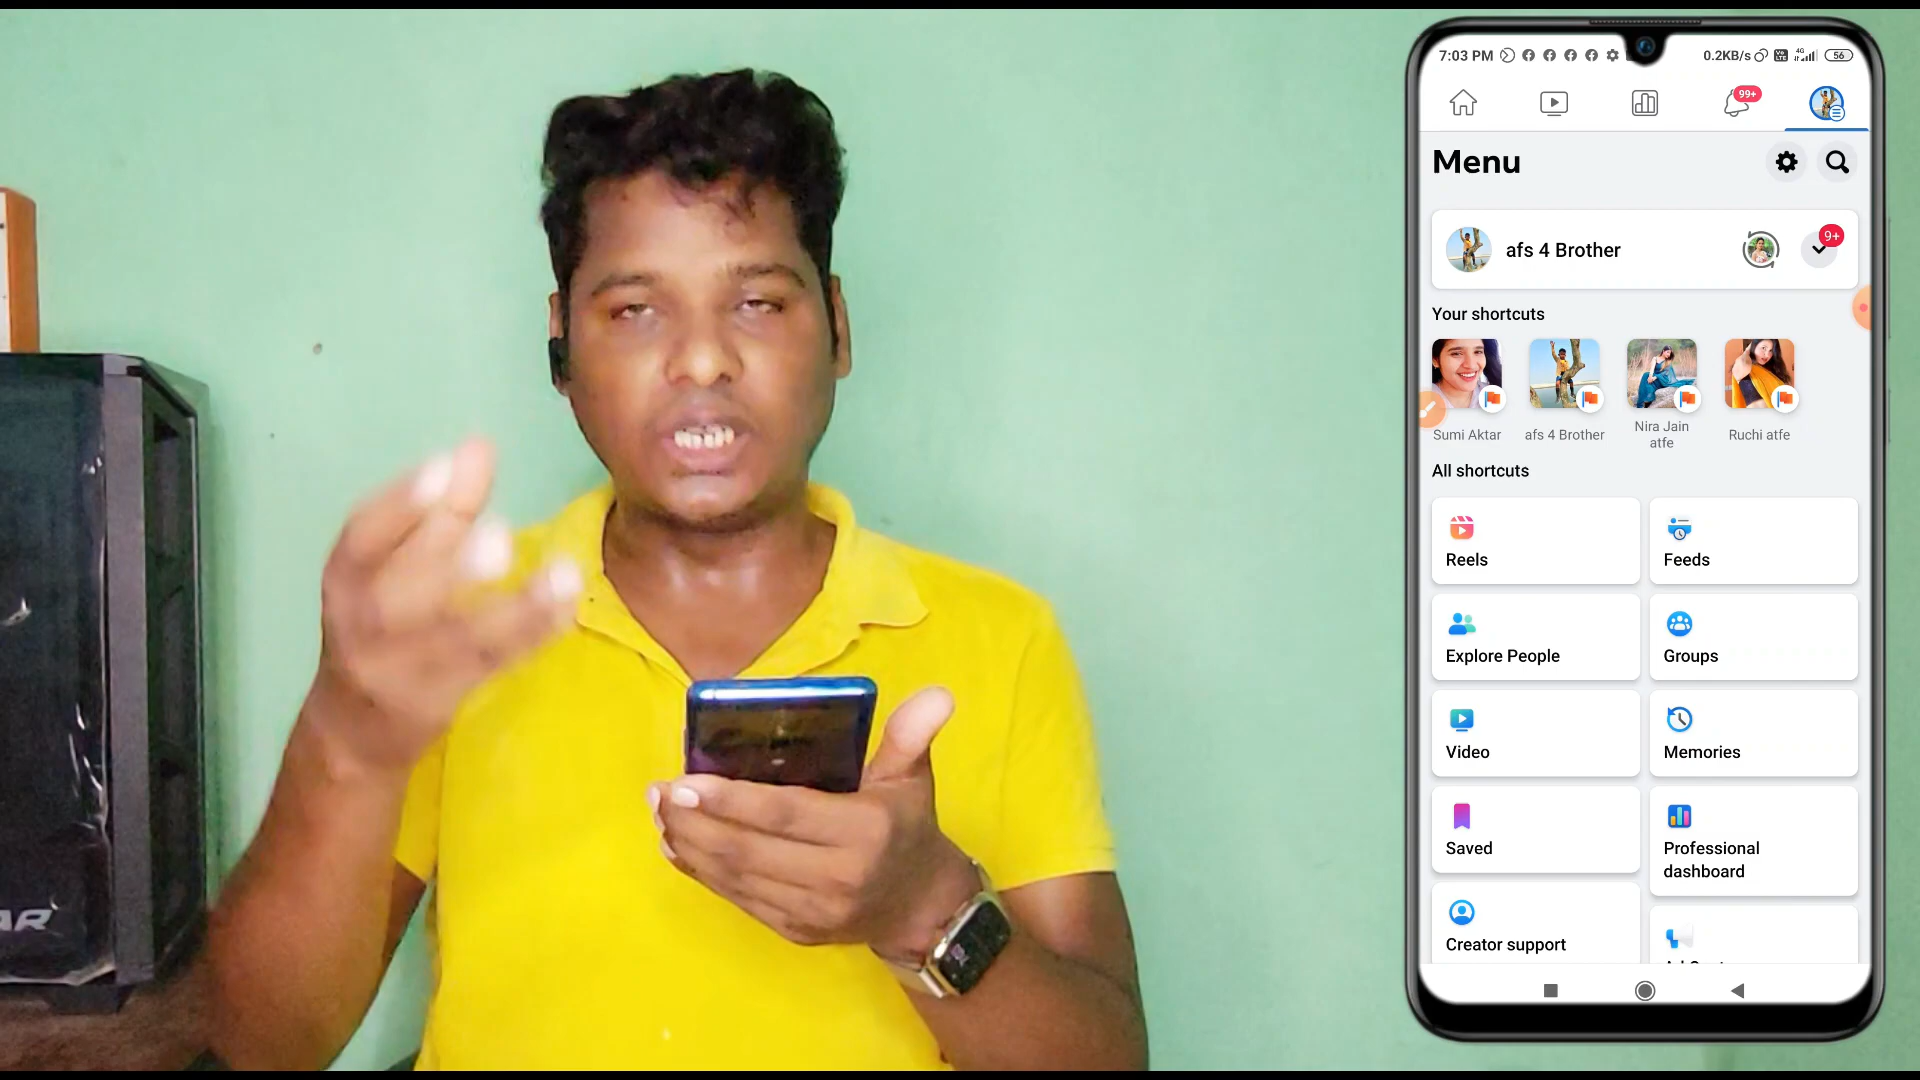 7:03 PM
0.2KB/s
4G
56
99+
Menu
afs 4 Brother
9+
Your shortcuts
Sumi Aktar
afs 4 Brother
Nira Jain
atfe
Ruchi atfe
All shortcuts
Reels
Feeds
Explore People
Groups
Video
Memories
Saved
Professional
dashboard
Creator support
AR